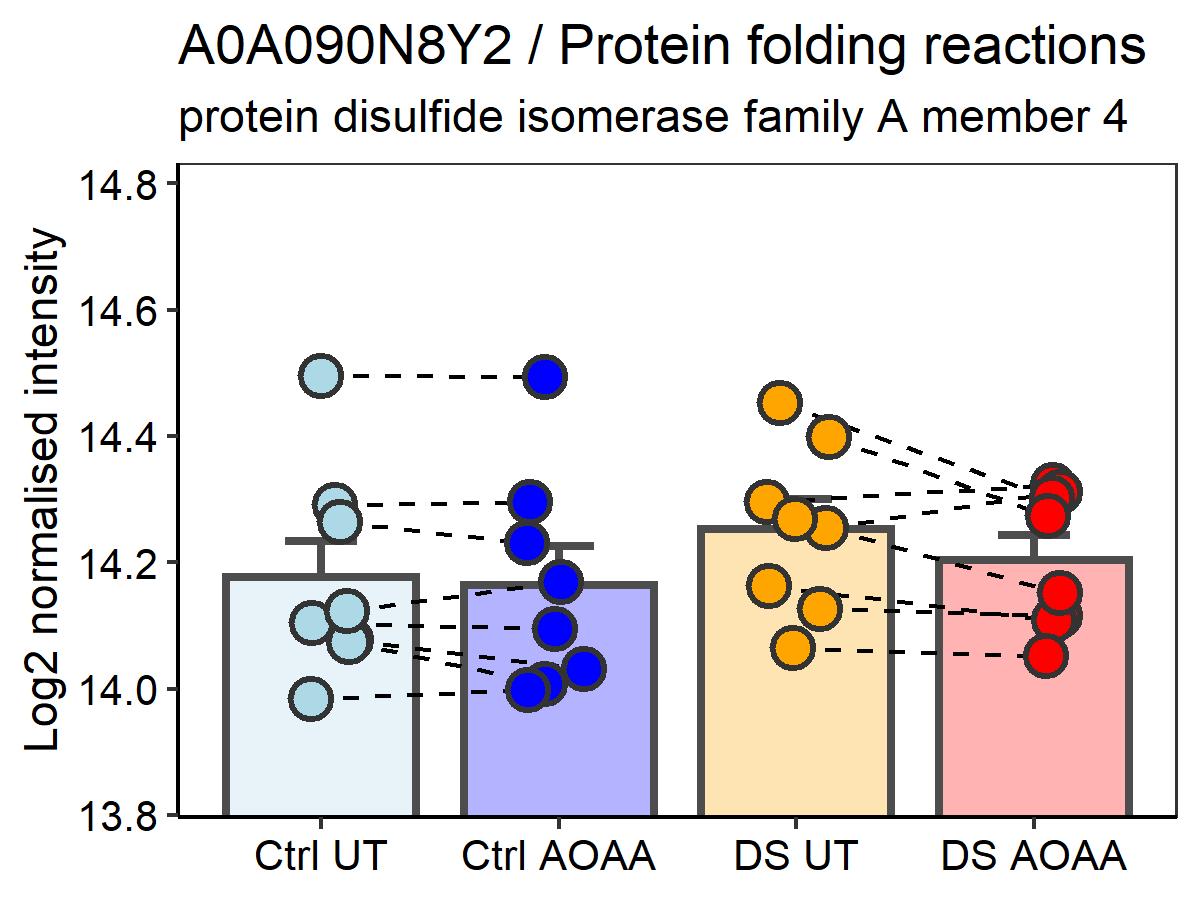 A0A090N8Y2 / Protein folding reactions
protein disulfide isomerase family A member 4
Log2 normalised intensity
14.8
14.6
14.4
14.2
14.0
13.8
Ctrl UT
Ctrl AOAA
DS UT
DS AOAA